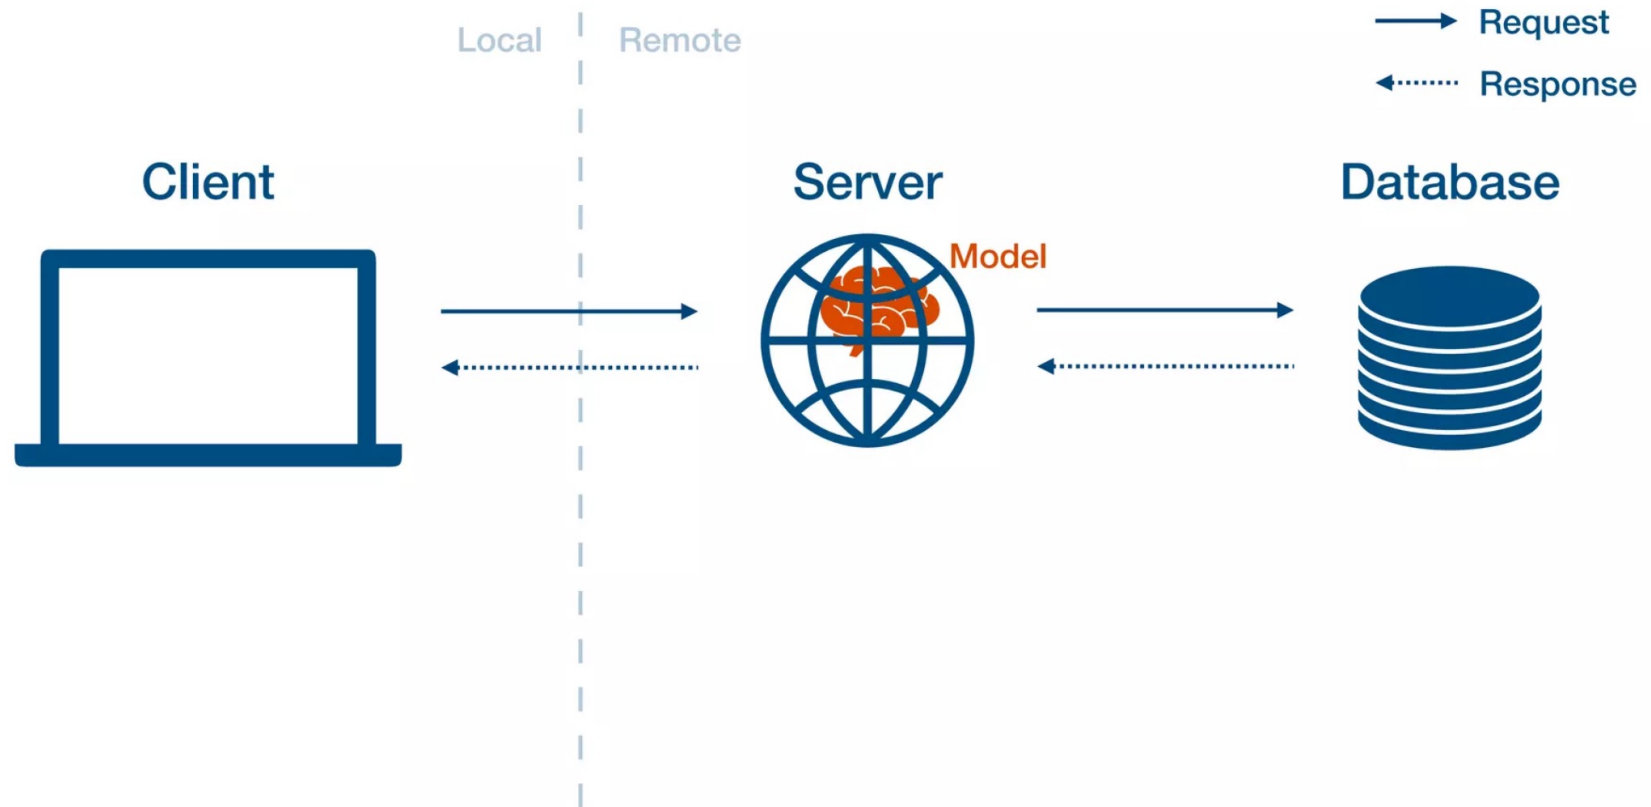 Local
Remote
Request
Response
Client
Server
Database
Model